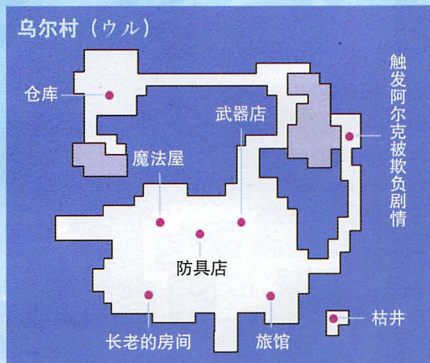 乌尔村（ウル）
仓库
武器店
触发阿尔克被欺负剧情
魔法屋
防具店
长老的房间
旅馆
枯井